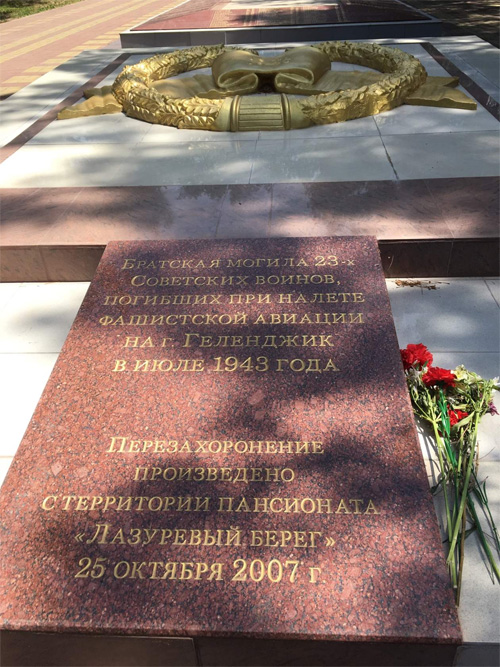 Братская могила 23-х
Советских воинов,
погибших при налете
фашистской авиации
на г. Геленджик
в июле 1943 года
Перезахоронение
произведено
с территории пансионата
«Лазуревый берег»
25 октября 2007 г.